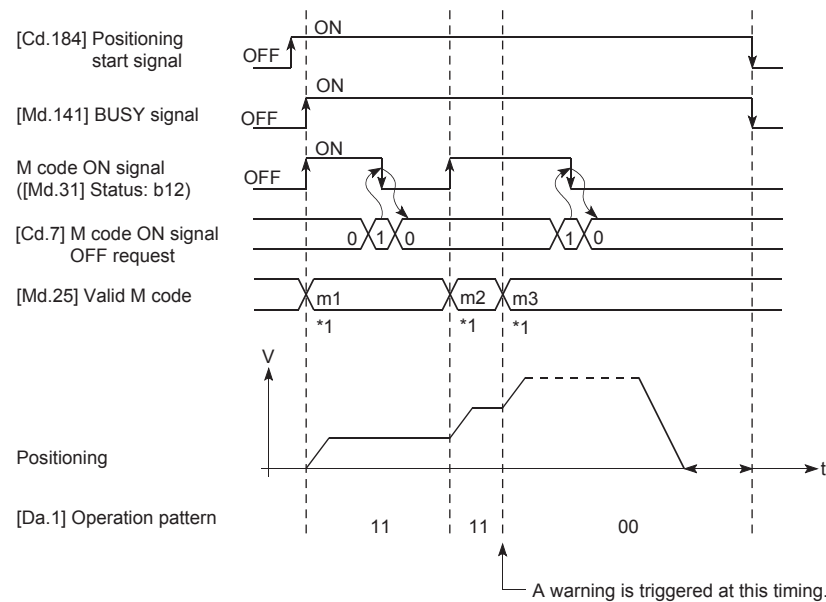 [Cd.184] Positioning
start signal
OFF
ON
[Md.141] BUSY signal
OFF
ON
M code ON signal
([Md.31] Status: b12)
OFF
ON
[Cd.7] M code ON signal
OFF request
0 1 0
1 0
[Md.25] Valid M code
m1 m2 m3
*1 *1 *1
V
Positioning
t
[Da.1] Operation pattern
11 11 00
A warning is triggered at this timing.